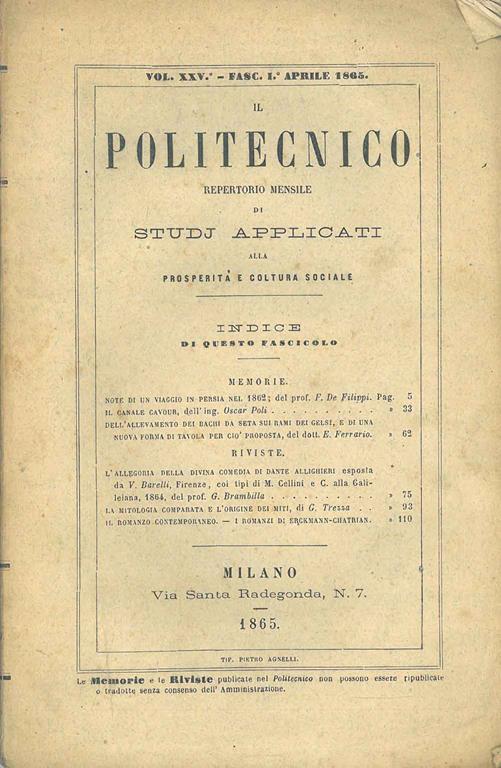 VOL. XXV.° – FASC. I.° APRILE 1865.
IL
POLITECNICO
REPERTORIO MENSILE
DI
STUDJ APPLICATI
ALLA
PROSPERITÀ E COLTURA SOCIALE
INDICE
DI QUESTO FASCICOLO
MEMORIE.
NOTE DI UN VIAGGIO IN PERSIA NEL 1862; del prof. F. De Filippi. Pag. 5
IL CANALE CAVOUR, dell'ing. Oscar Poli . . . . . . . . . . » 33
DELL'ALLEVAMENTO DEI BACHI DA SETA SUI RAMI DEI GELSI, E DI UNA
NUOVA FORMA DI TAVOLA PER CIO' PROPOSTA, del dott. E. Ferrario. » 62
RIVISTE.
L'ALLEGORIA DELLA DIVINA COMEDIA DI DANTE ALLIGHIERI esposta
da V. Barelli, Firenze, coi tipi di M. Cellini e C. alla Gali-
leiana, 1864, del prof. G. Brambilla . . . . . . . . . . » 75
LA MITOLOGIA COMPARATA E L'ORIGINE DEI MITI, di G. Trezza . . » 93
IL ROMANZO CONTEMPORANEO. — I ROMANZI DI ERCKMANN-CHATRIAN. » 110
MILANO
Via Santa Radegonda, N. 7.
1865.
TIP. PIETRO AGNELLI.
Le Memorie e le Riviste publicate nel Politecnico non possono essere ripublicate
o tradotte senza consenso dell' Amministrazione.